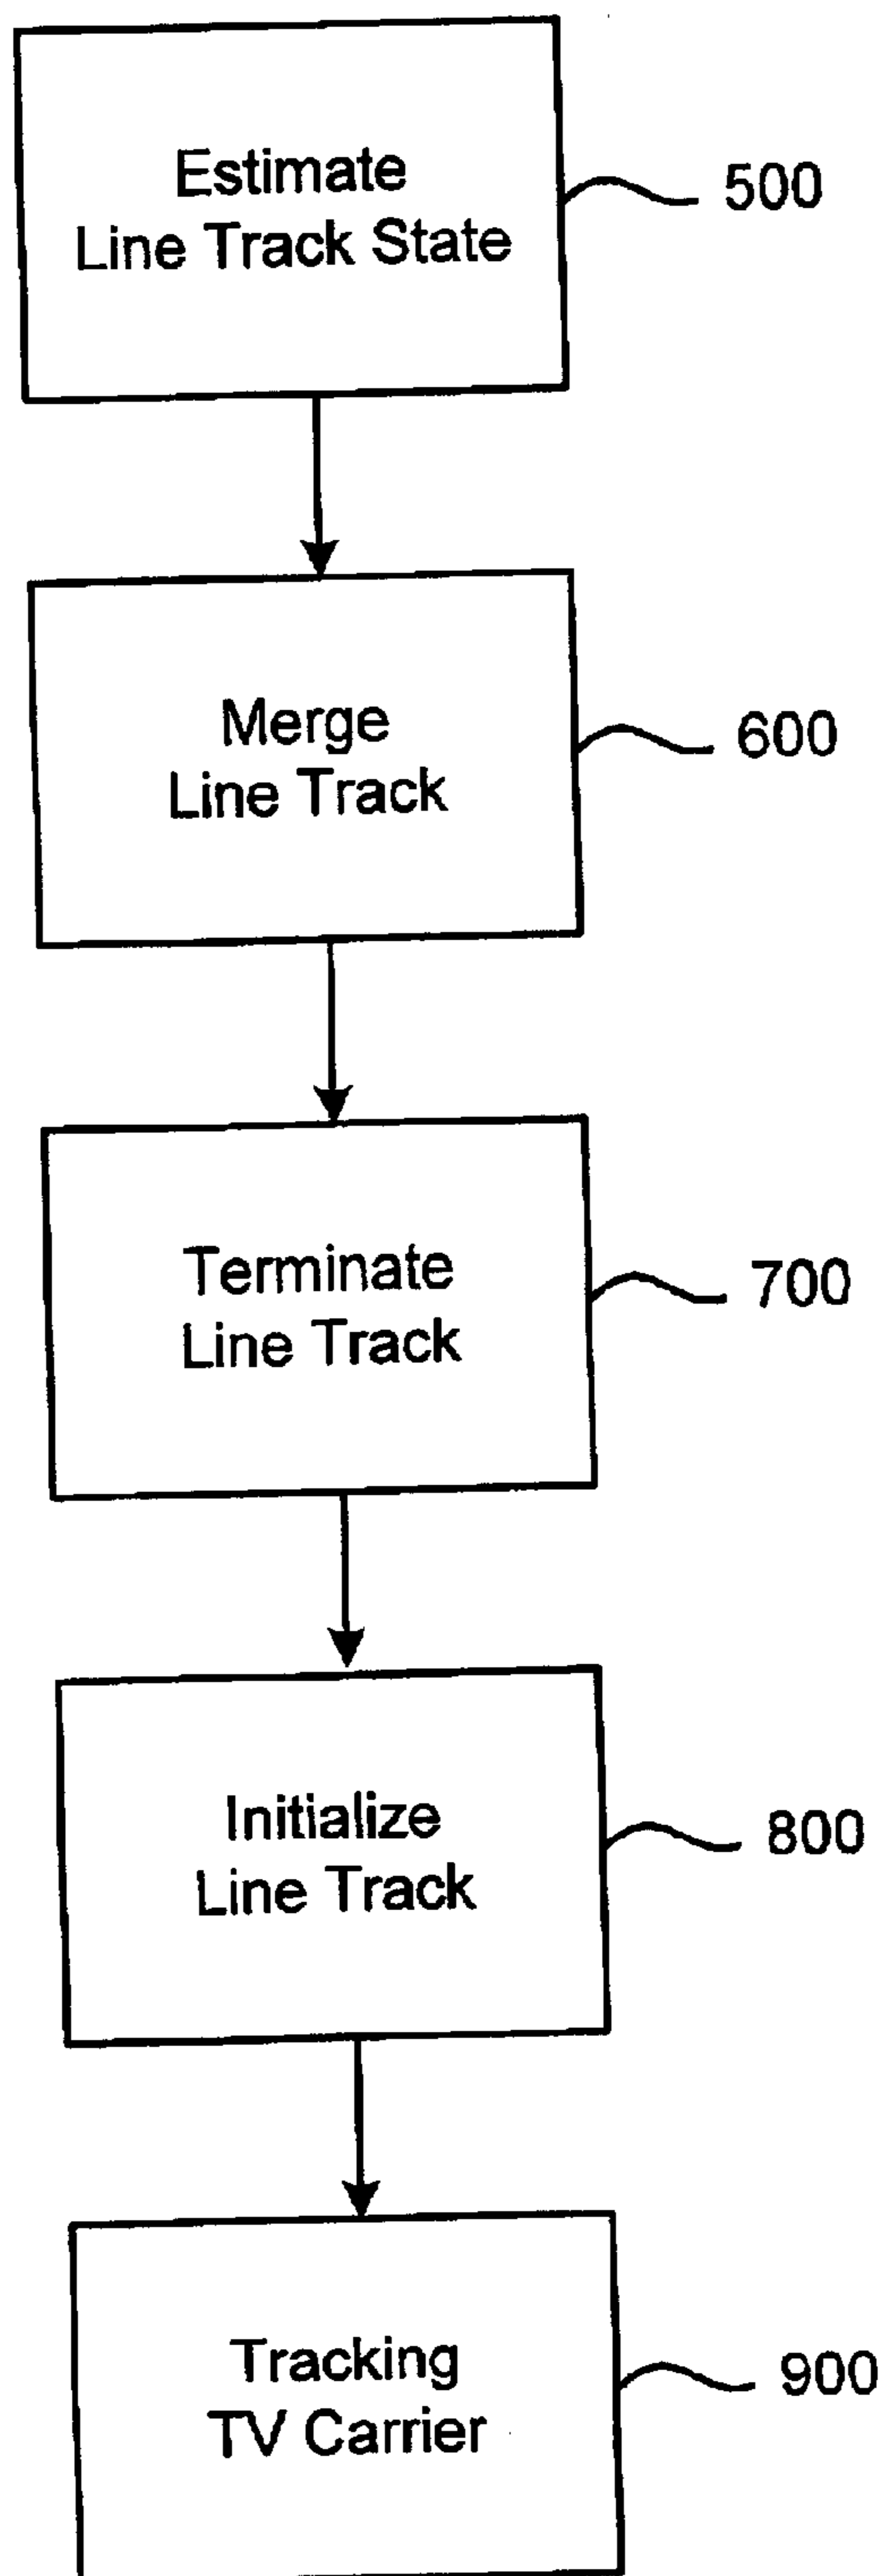 Estimate
Line Track State
500
Merge
Line Track
600
Terminate
Line Track
700
Initialize
Line Track
800
Tracking
TV Carrier
900